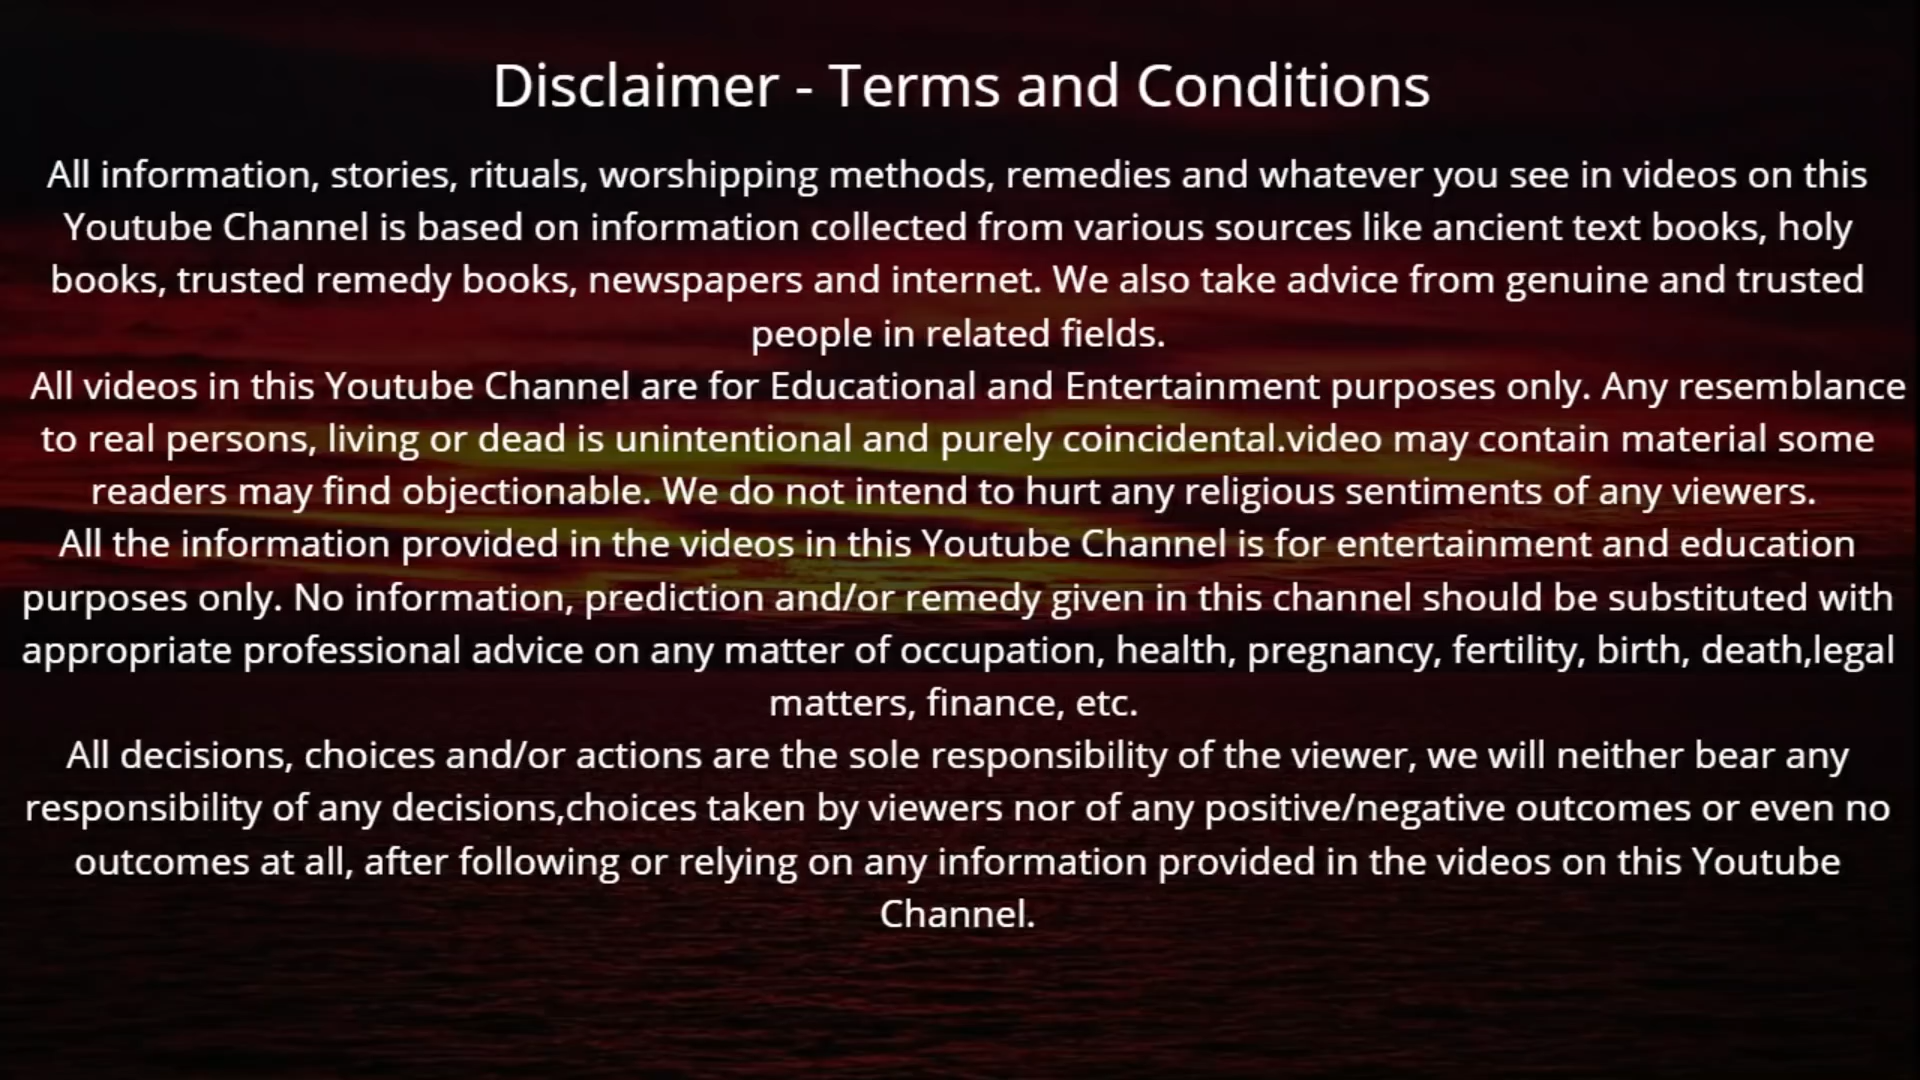 Disclaimer - Terms and Conditions
All information, stories, rituals, worshipping methods, remedies and whatever you see in videos on this
Youtube Channel is based on information collected from various sources like ancient text books, holy
books, trusted remedy books, newspapers and internet. We also take advice from genuine and trusted
people in related fields.
All videos in this Youtube Channel are for Educational and Entertainment purposes only. Any resemblance
to real persons, living or dead is unintentional and purely coincidental.video may contain material some
readers may find objectionable. We do not intend to hurt any religious sentiments of any viewers.
All the information provided in the videos in this Youtube Channel is for entertainment and education
purposes only. No information, prediction and/or remedy given in this channel should be substituted with
appropriate professional advice on any matter of occupation, health, pregnancy, fertility, birth, death,legal
matters, finance, etc.
All decisions, choices and/or actions are the sole responsibility of the viewer, we will neither bear any
responsibility of any decisions,choices taken by viewers nor of any positive/negative outcomes or even no
outcomes at all, after following or relying on any information provided in the videos on this Youtube
Channel.